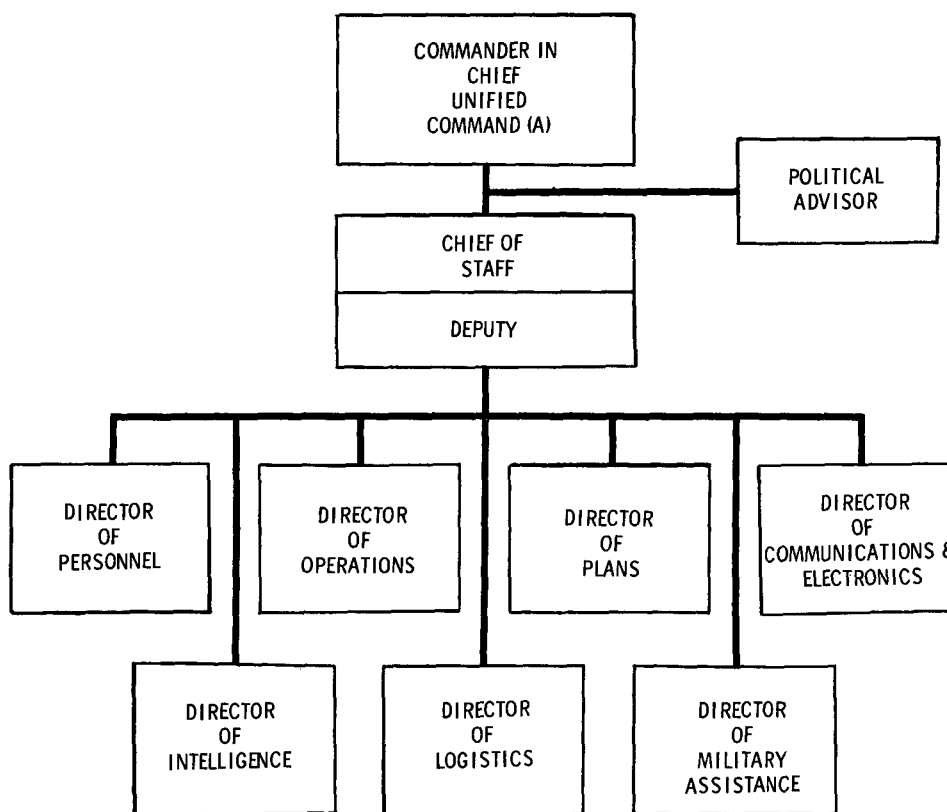 COMMANDER IN
CHIEF
UNIFIED
COMMAND (A)
POLITICAL
ADVISOR
CHIEF OF
STAFF
DEPUTY
DIRECTOR
OF
PERSONNEL
DIRECTOR
OF
OPERATIONS
DIRECTOR
OF
PLANS
DIRECTOR
OF
COMMUNICATIONS &
ELECTRONICS
DIRECTOR
OF
INTELLIGENCE
DIRECTOR
OF
LOGISTICS
DIRECTOR
OF
MILITARY
ASSISTANCE